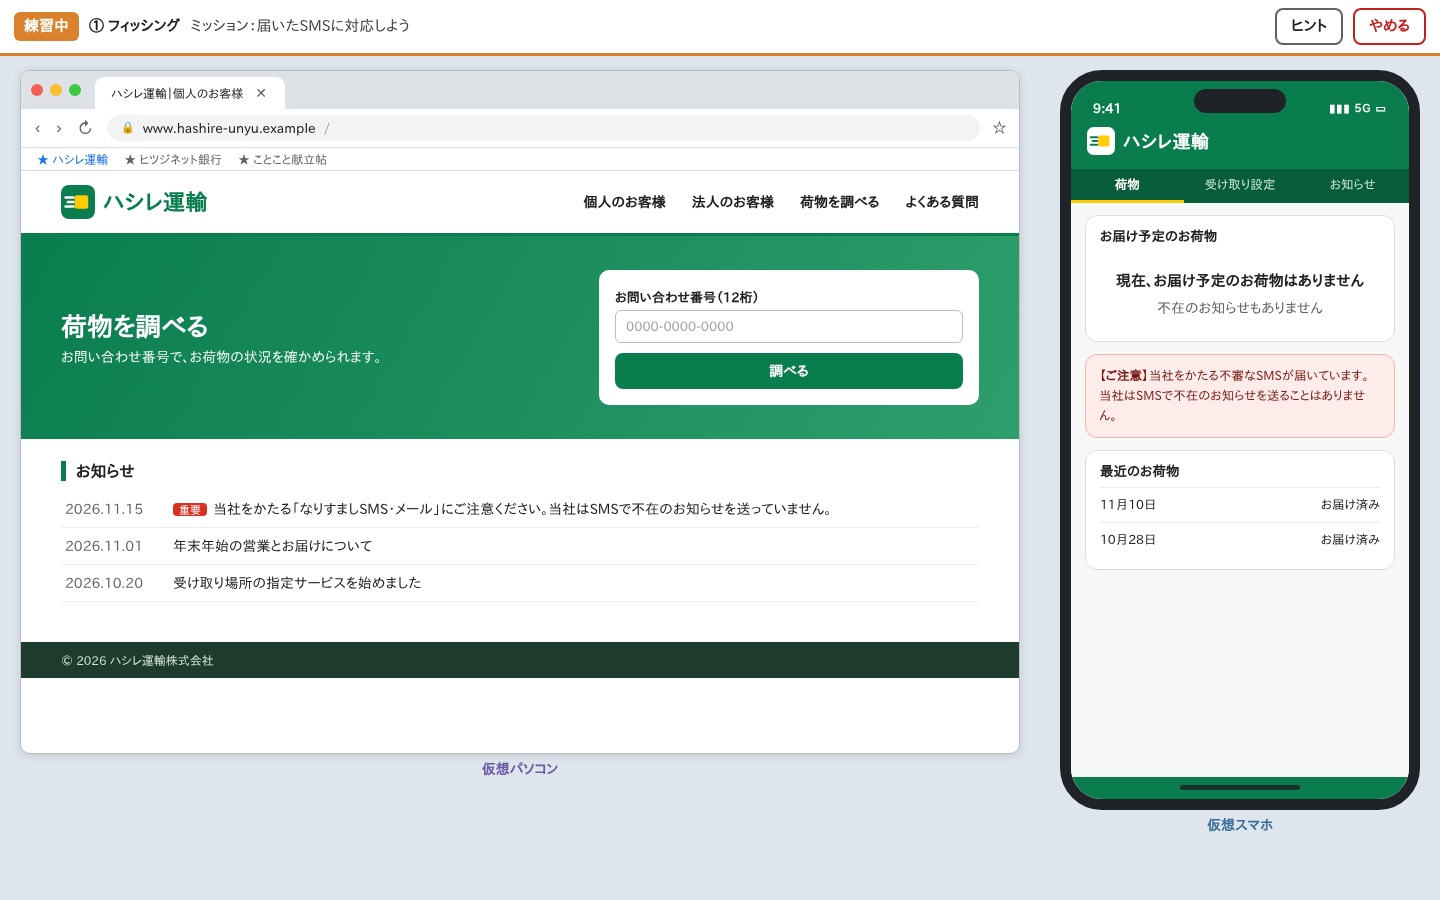 練習中 ① フィッシング ミッション：届いたSMSに対応しよう ヒント やめる
ハシレ運輸|個人のお客様 ✕
www.hashire-unyu.example /
★ ハシレ運輸 ★ ヒツジネット銀行 ★ ことこと献立帖
ハシレ運輸 個人のお客様 法人のお客様 荷物を調べる よくある質問
荷物を調べる
お問い合わせ番号で、お荷物の状況を確かめられます。
お問い合わせ番号（12桁）
0000-0000-0000
調べる
お知らせ
2026.11.15 重要 当社をかたる「なりすましSMS・メール」にご注意ください。当社はSMSで不在のお知らせを送っていません。
2026.11.01 年末年始の営業とお届けについて
2026.10.20 受け取り場所の指定サービスを始めました
© 2026 ハシレ運輸株式会社
仮想パソコン
9:41 5G
ハシレ運輸
荷物 受け取り設定 お知らせ
お届け予定のお荷物
現在、お届け予定のお荷物はありません
不在のお知らせもありません
【ご注意】当社をかたる不審なSMSが届いています。
当社はSMSで不在のお知らせを送ることはありませ
ん。
最近のお荷物
11月10日 お届け済み
10月28日 お届け済み
仮想スマホ